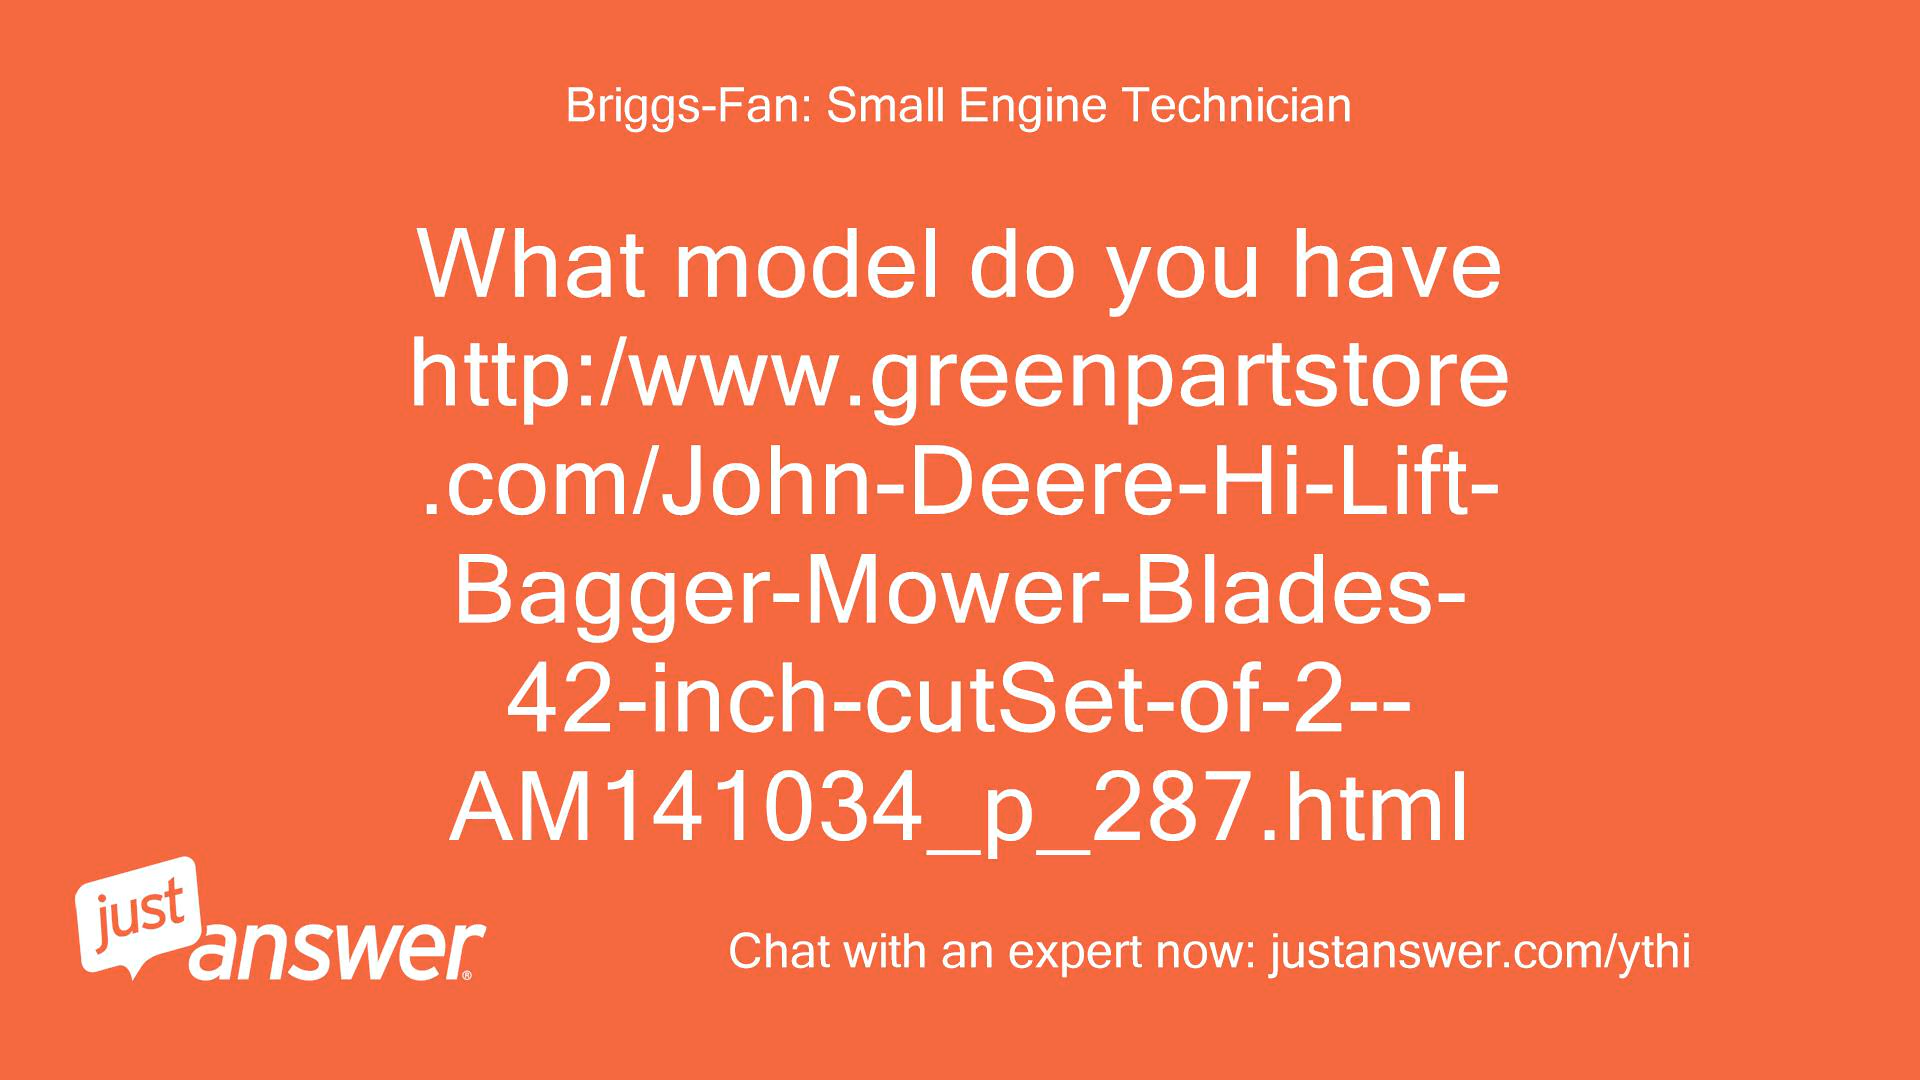 Briggs-Fan: Small Engine Technician
What model do you have
http:/www.greenpartstore
.com/John-Deere-Hi-Lift-
Bagger-Mower-Blades-
42-inch-cutSet-of-2--
AM141034_p_287.html
just
answer®
Chat with an expert now: justanswer.com/ythi